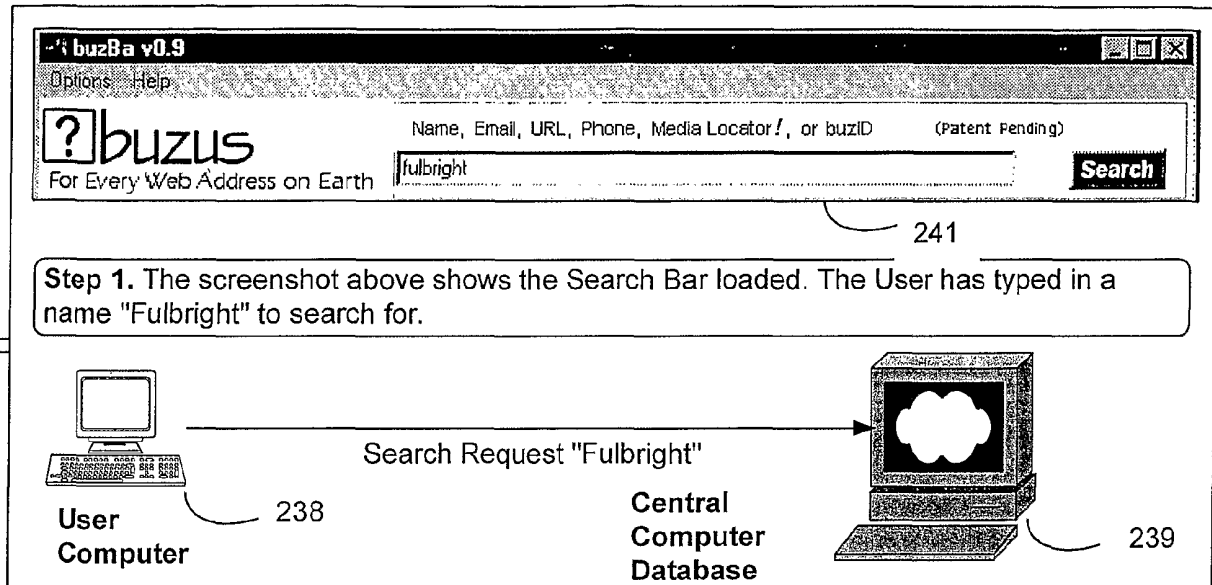 buzBa v0.9
Options Help
? buzus
For Every Web Address on Earth
Name, Email, URL, Phone, Media Locator!, or buzID (Patent Pending)
fulbright
Search
241
Step 1. The screenshot above shows the Search Bar loaded. The User has typed in a
name "Fulbright" to search for.
Search Request "Fulbright"
User
Computer
238
Central
Computer
Database
239